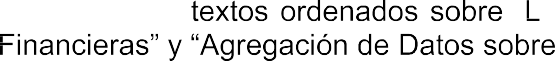 textos ordenados sobre L
Financieras” y “Agregación de Datos sobre